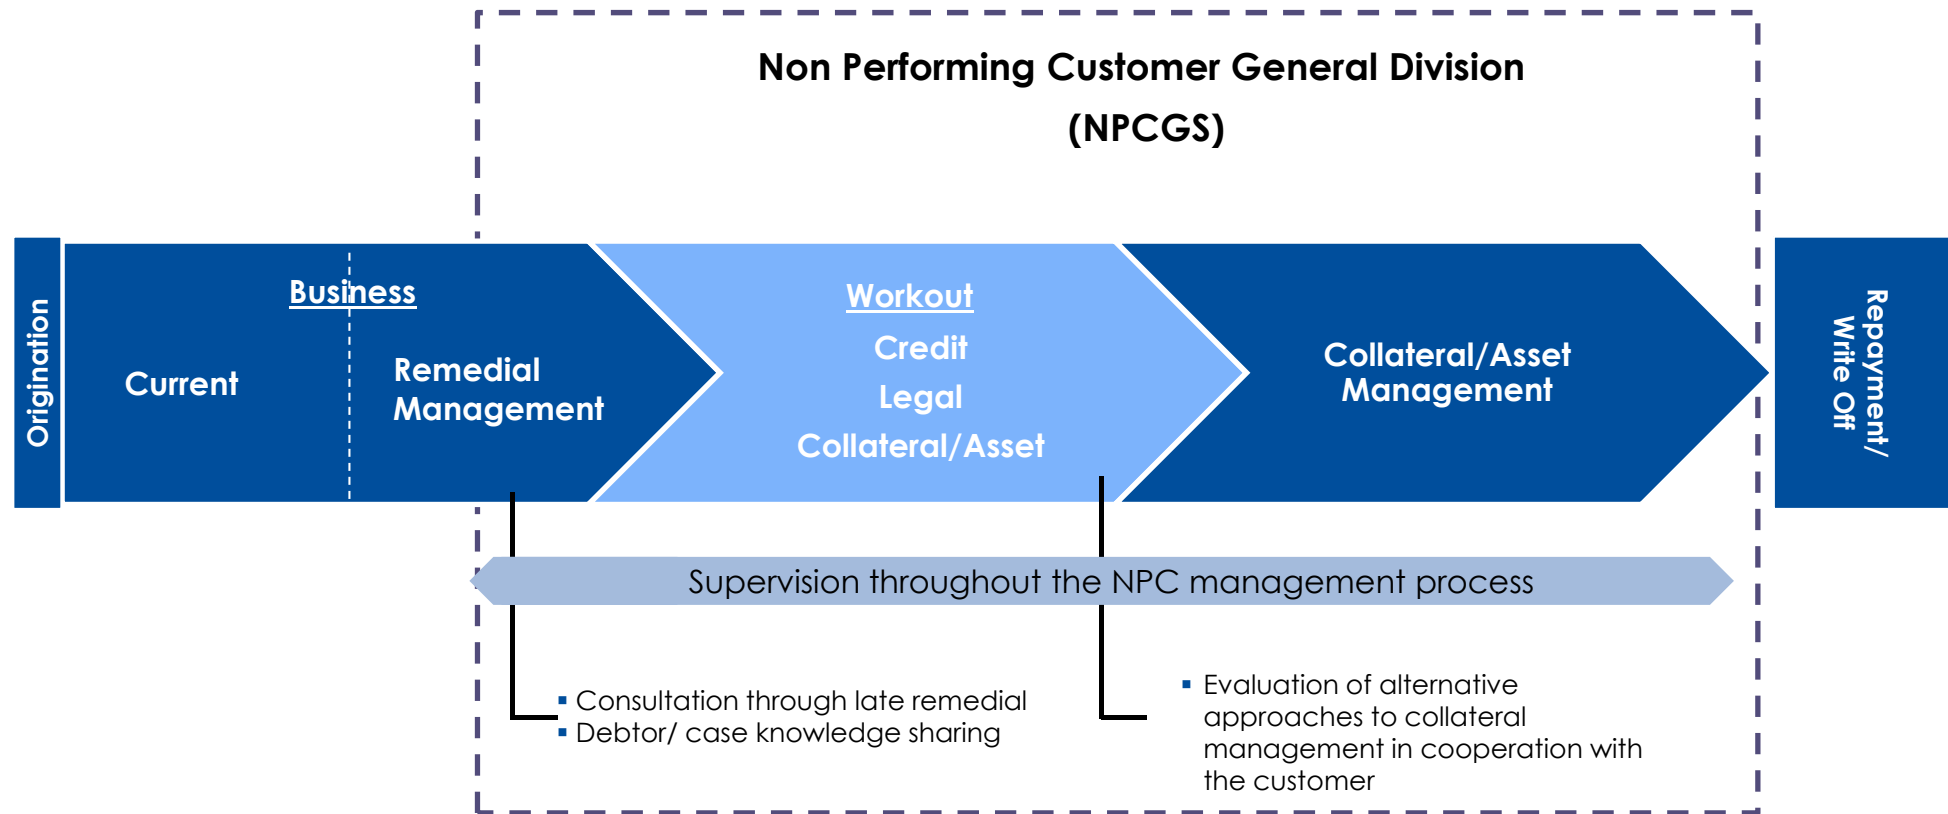 Non Performing Customer General Division
(NPCGS)
Origination
Business
Current
Remedial
Management
Workout
Credit
Legal
Collateral/Asset
Collateral/Asset
Management
Repayment/
Write Off
Supervision throughout the NPC management process
▪ Consultation through late remedial
▪ Debtor/ case knowledge sharing
▪ Evaluation of alternative
approaches to collateral
management in cooperation with
the customer